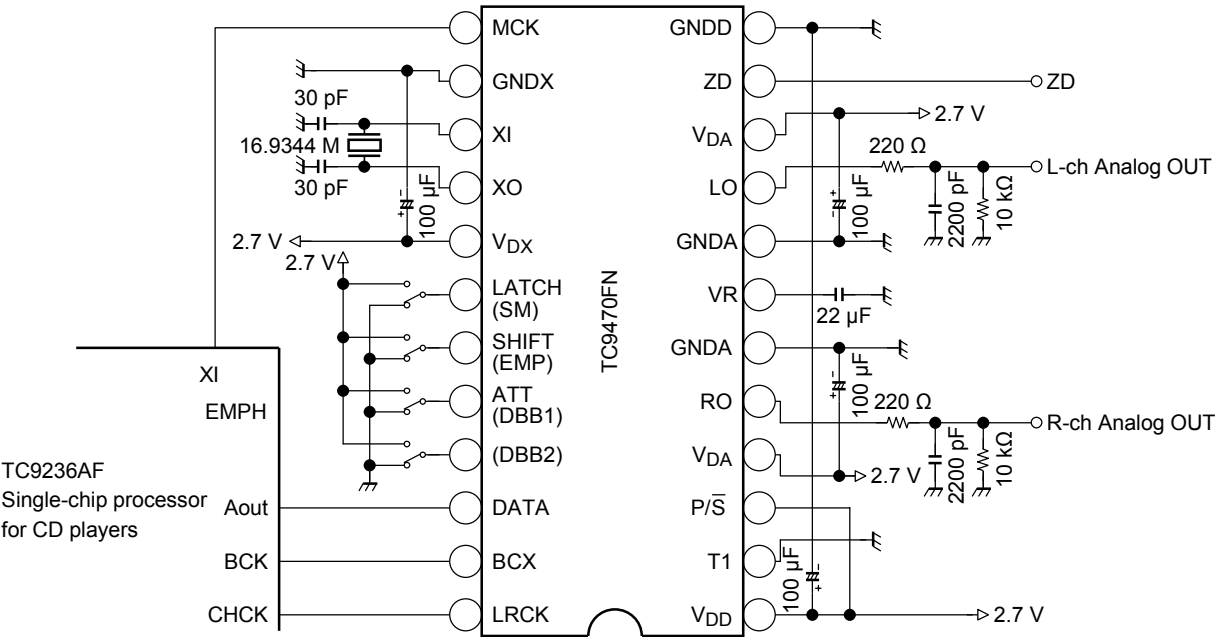 MCK
GNDX
XI
XO
VDX
LATCH
(SM)
SHIFT
(EMP)
ATT
(DBB1)
(DBB2)
DATA
BCX
LRCK
TC9470FN
GNDD
ZD
VDA
LO
GNDA
VR
GNDA
RO
VDA
P/S̅
T1
VDD
30 pF
16.9344 M
30 pF
100 µF
+ −
2.7 V
2.7 V
XI
EMPH
TC9236AF
Single-chip processor
for CD players
Aout
BCK
CHCK
ZD
2.7 V
220 Ω
L-ch Analog OUT
− +
100 µF
2200 pF
10 kΩ
22 µF
+ −
100 µF
220 Ω
R-ch Analog OUT
2200 pF
10 kΩ
2.7 V
100 µF
+ −
2.7 V